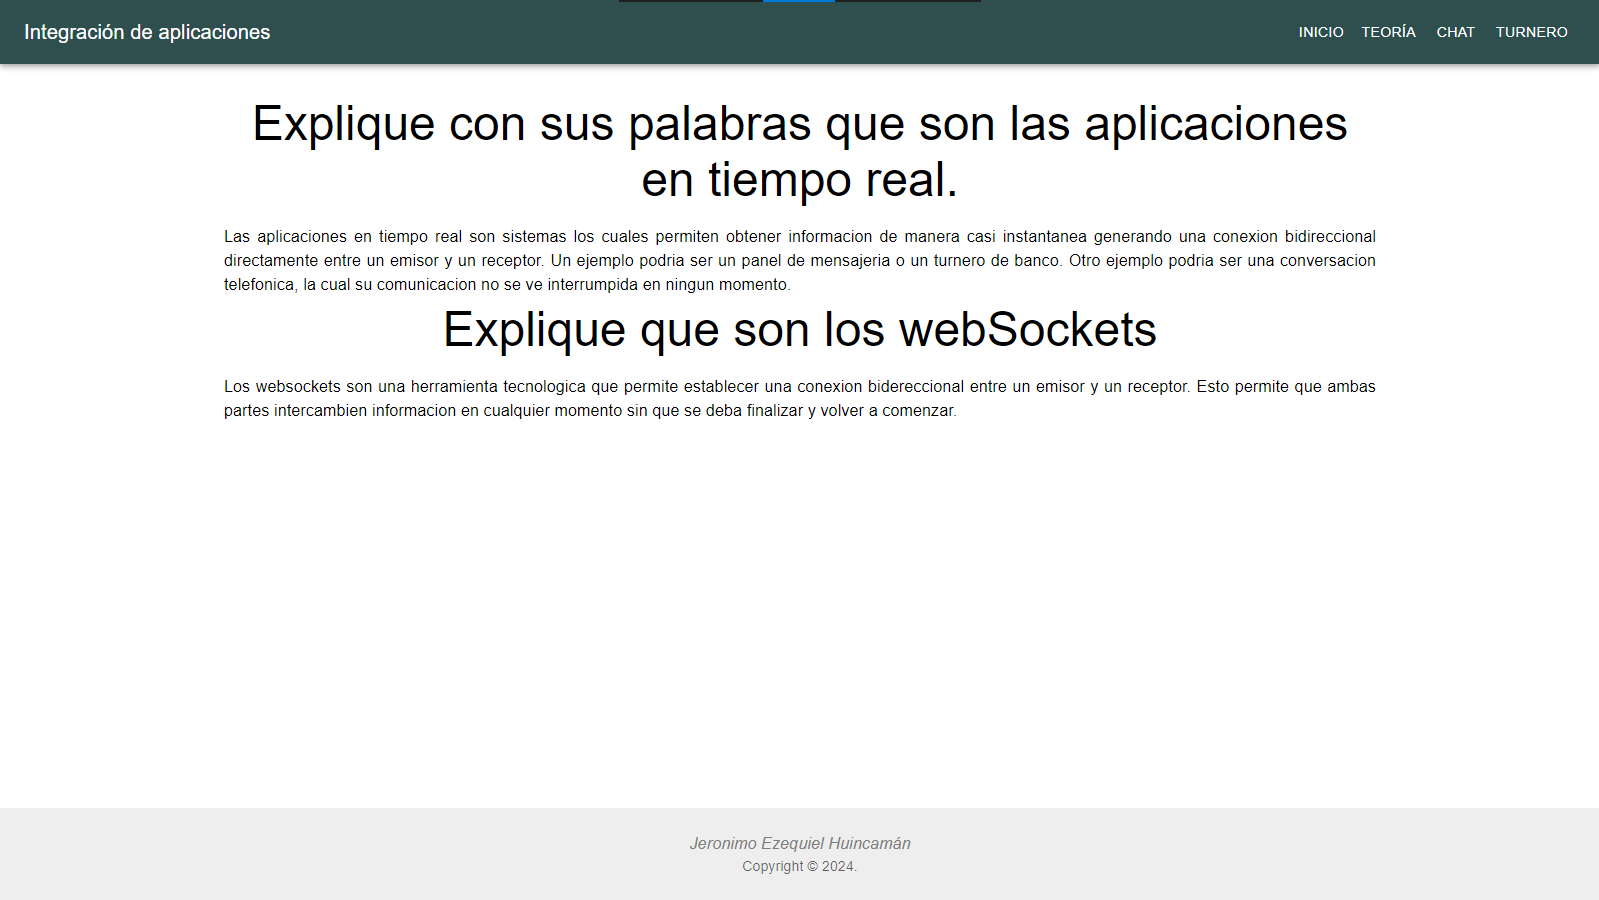 Integración de aplicaciones
INICIO TEORÍA CHAT TURNERO
Explique con sus palabras que son las aplicaciones
en tiempo real.
Las aplicaciones en tiempo real son sistemas los cuales permiten obtener informacion de manera casi instantanea generando una conexion bidireccional
directamente entre un emisor y un receptor. Un ejemplo podria ser un panel de mensajeria o un turnero de banco. Otro ejemplo podria ser una conversacion
telefonica, la cual su comunicacion no se ve interrumpida en ningun momento.
Explique que son los webSockets
Los websockets son una herramienta tecnologica que permite establecer una conexion bidereccional entre un emisor y un receptor. Esto permite que ambas
partes intercambien informacion en cualquier momento sin que se deba finalizar y volver a comenzar.
Jeronimo Ezequiel Huincamán
Copyright © 2024.